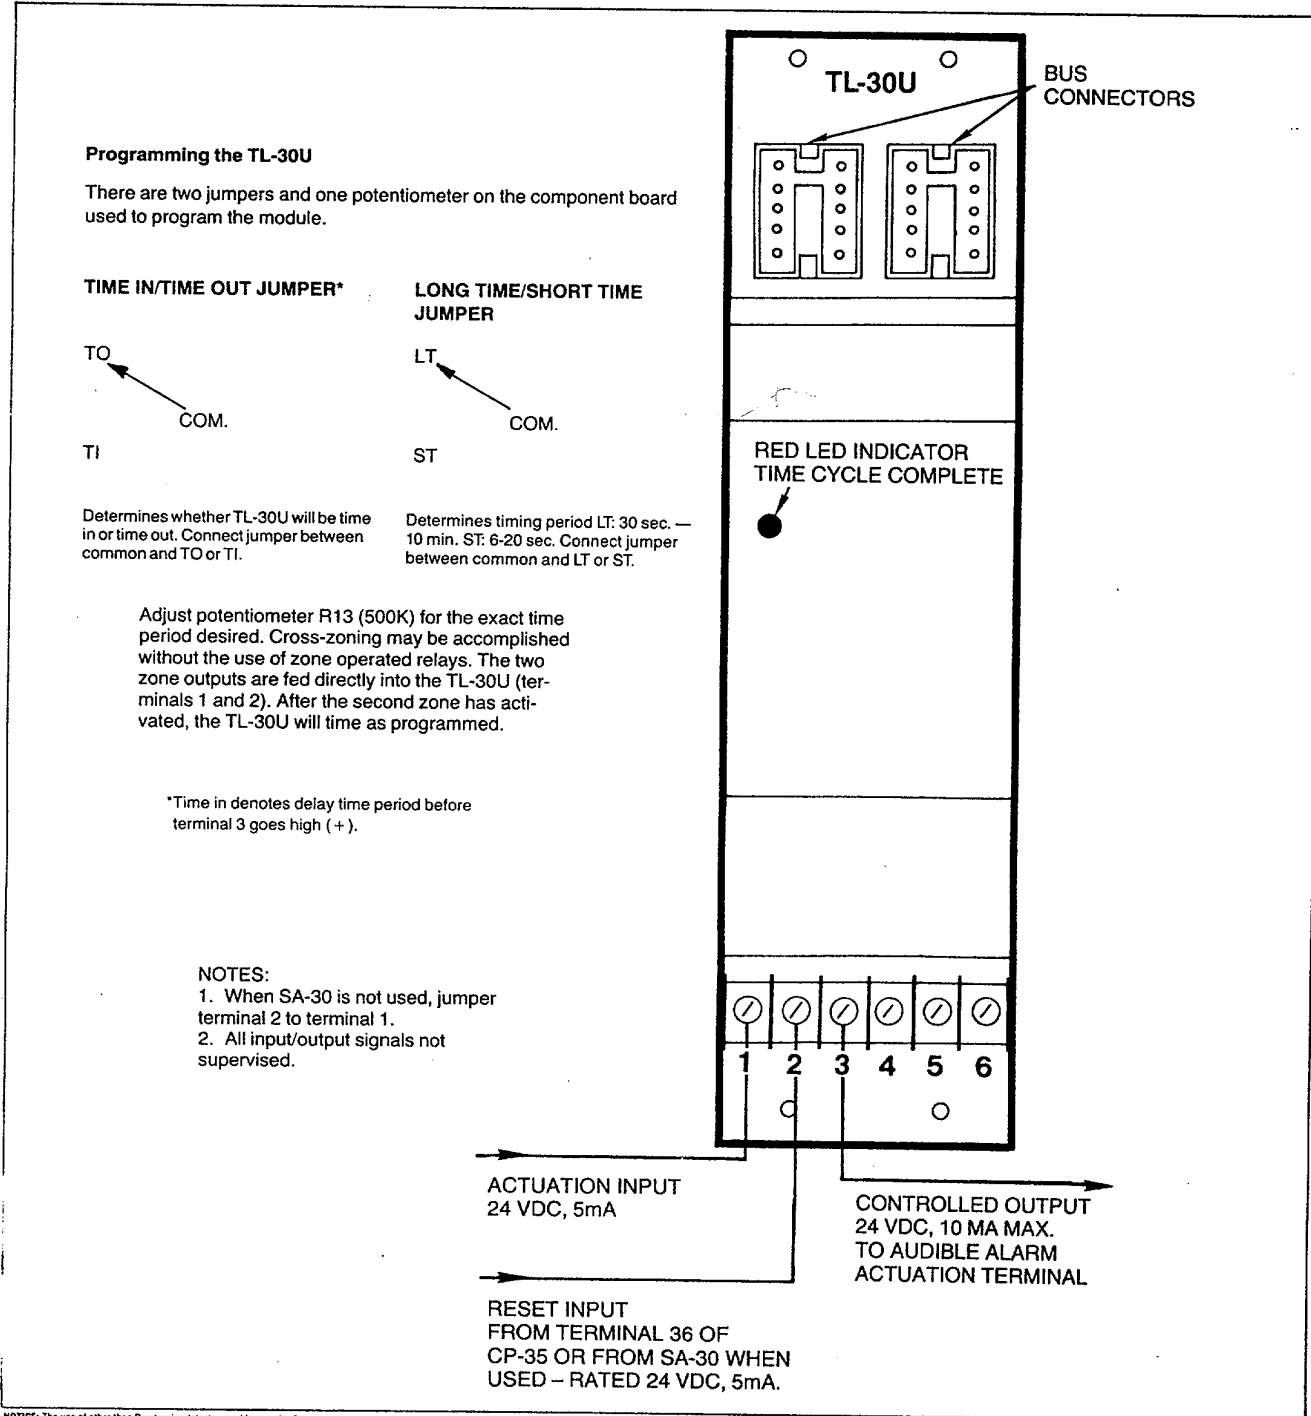 TL-30U
BUS
CONNECTORS
Programming the TL-30U
There are two jumpers and one potentiometer on the component board
used to program the module.
TIME IN/TIME OUT JUMPER*
TO
COM.
TI
Determines whether TL-30U will be time
in or time out. Connect jumper between
common and TO or TI.
LONG TIME/SHORT TIME
JUMPER
LT
COM.
ST
Determines timing period LT: 30 sec. —
10 min. ST: 6-20 sec. Connect jumper
between common and LT or ST.
Adjust potentiometer R13 (500K) for the exact time
period desired. Cross-zoning may be accomplished
without the use of zone operated relays. The two
zone outputs are fed directly into the TL-30U (ter-
minals 1 and 2). After the second zone has acti-
vated, the TL-30U will time as programmed.
*Time in denotes delay time period before
terminal 3 goes high (+).
NOTES:
1. When SA-30 is not used, jumper
terminal 2 to terminal 1.
2. All input/output signals not
supervised.
RED LED INDICATOR
TIME CYCLE COMPLETE
1 2 3 4 5 6
ACTUATION INPUT
24 VDC, 5mA
CONTROLLED OUTPUT
24 VDC, 10 MA MAX.
TO AUDIBLE ALARM
ACTUATION TERMINAL
RESET INPUT
FROM TERMINAL 36 OF
CP-35 OR FROM SA-30 WHEN
USED – RATED 24 VDC, 5mA.